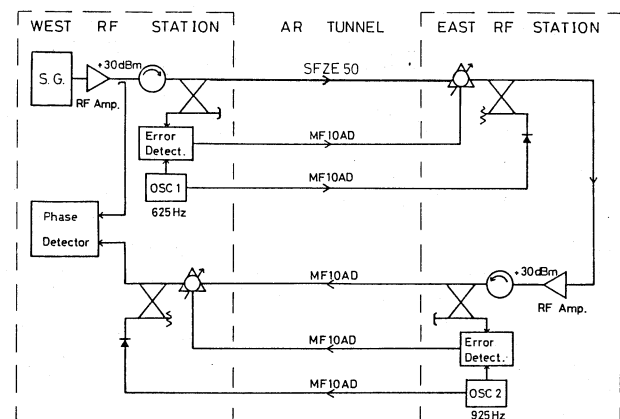 WEST RF STATION
AR TUNNEL
EAST RF STATION
S.G.
+30dBm
RF Amp.
SFZE 50
Error
Detect.
MF10AD
OSC 1
625Hz
MF10AD
Phase
Detector
MF10AD
+30dBm
RF Amp.
MF10AD
Error
Detect.
MF10AD
OSC 2
925Hz